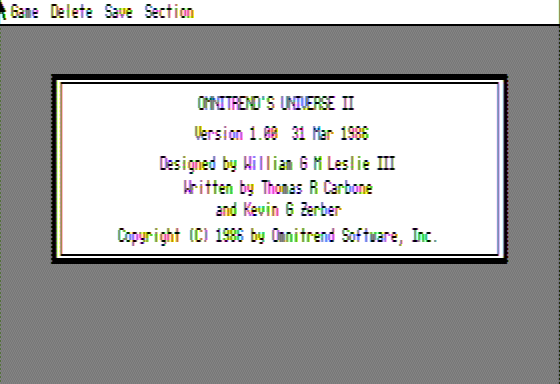 Game Delete Save Section
OMNITREND'S UNIVERSE II
Version 1.00 31 Mar 1986
Designed by William G M Leslie III
Written by Thomas R Carbone
and Kevin G Zerber
Copyright (C) 1986 by Omnitrend Software, Inc.